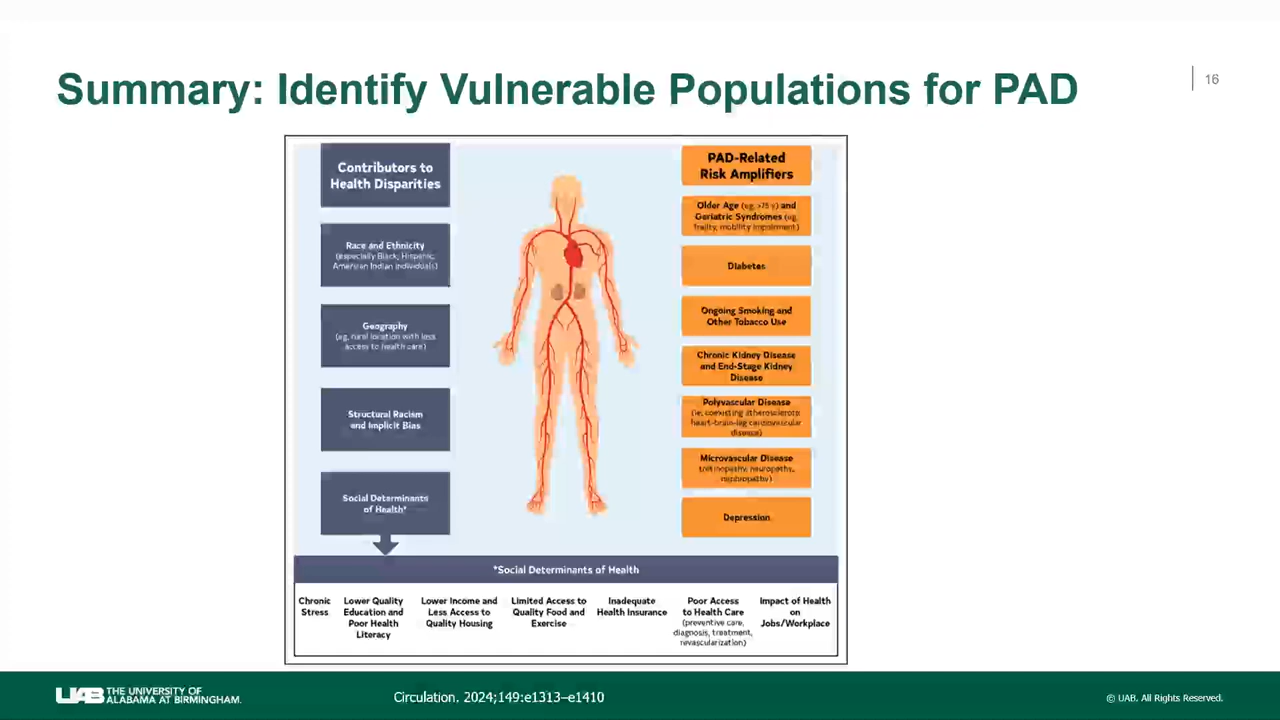 Summary: Identify Vulnerable Populations for PAD
16
Contributors to
Health Disparities
Race and Ethnicity
(especially Black, Hispanic,
American Indian individuals)
Geography
(eg, rural location with less
access to health care)
Structural Racism
and Implicit Bias
Social Determinants
of Health*
PAD-Related
Risk Amplifiers
Older Age (eg, >75 y) and
Geriatric Syndromes (eg,
frailty, mobility impairment)
Diabetes
Ongoing Smoking and
Other Tobacco Use
Chronic Kidney Disease
and End-Stage Kidney
Disease
Polyvascular Disease
(ie, coexisting atherosclerotic
heart-brain-leg cardiovascular
disease)
Microvascular Disease
(retinopathy, neuropathy,
nephropathy)
Depression
*Social Determinants of Health
Chronic
Stress
Lower Quality
Education and
Poor Health
Literacy
Lower Income and
Less Access to
Quality Housing
Limited Access to
Quality Food and
Exercise
Inadequate
Health Insurance
Poor Access
to Health Care
(preventive care,
diagnosis, treatment,
revascularization)
Impact of Health
on
Jobs/Workplace
UAB THE UNIVERSITY OF
ALABAMA AT BIRMINGHAM.
Circulation. 2024;149:e1313–e1410
© UAB. All Rights Reserved.